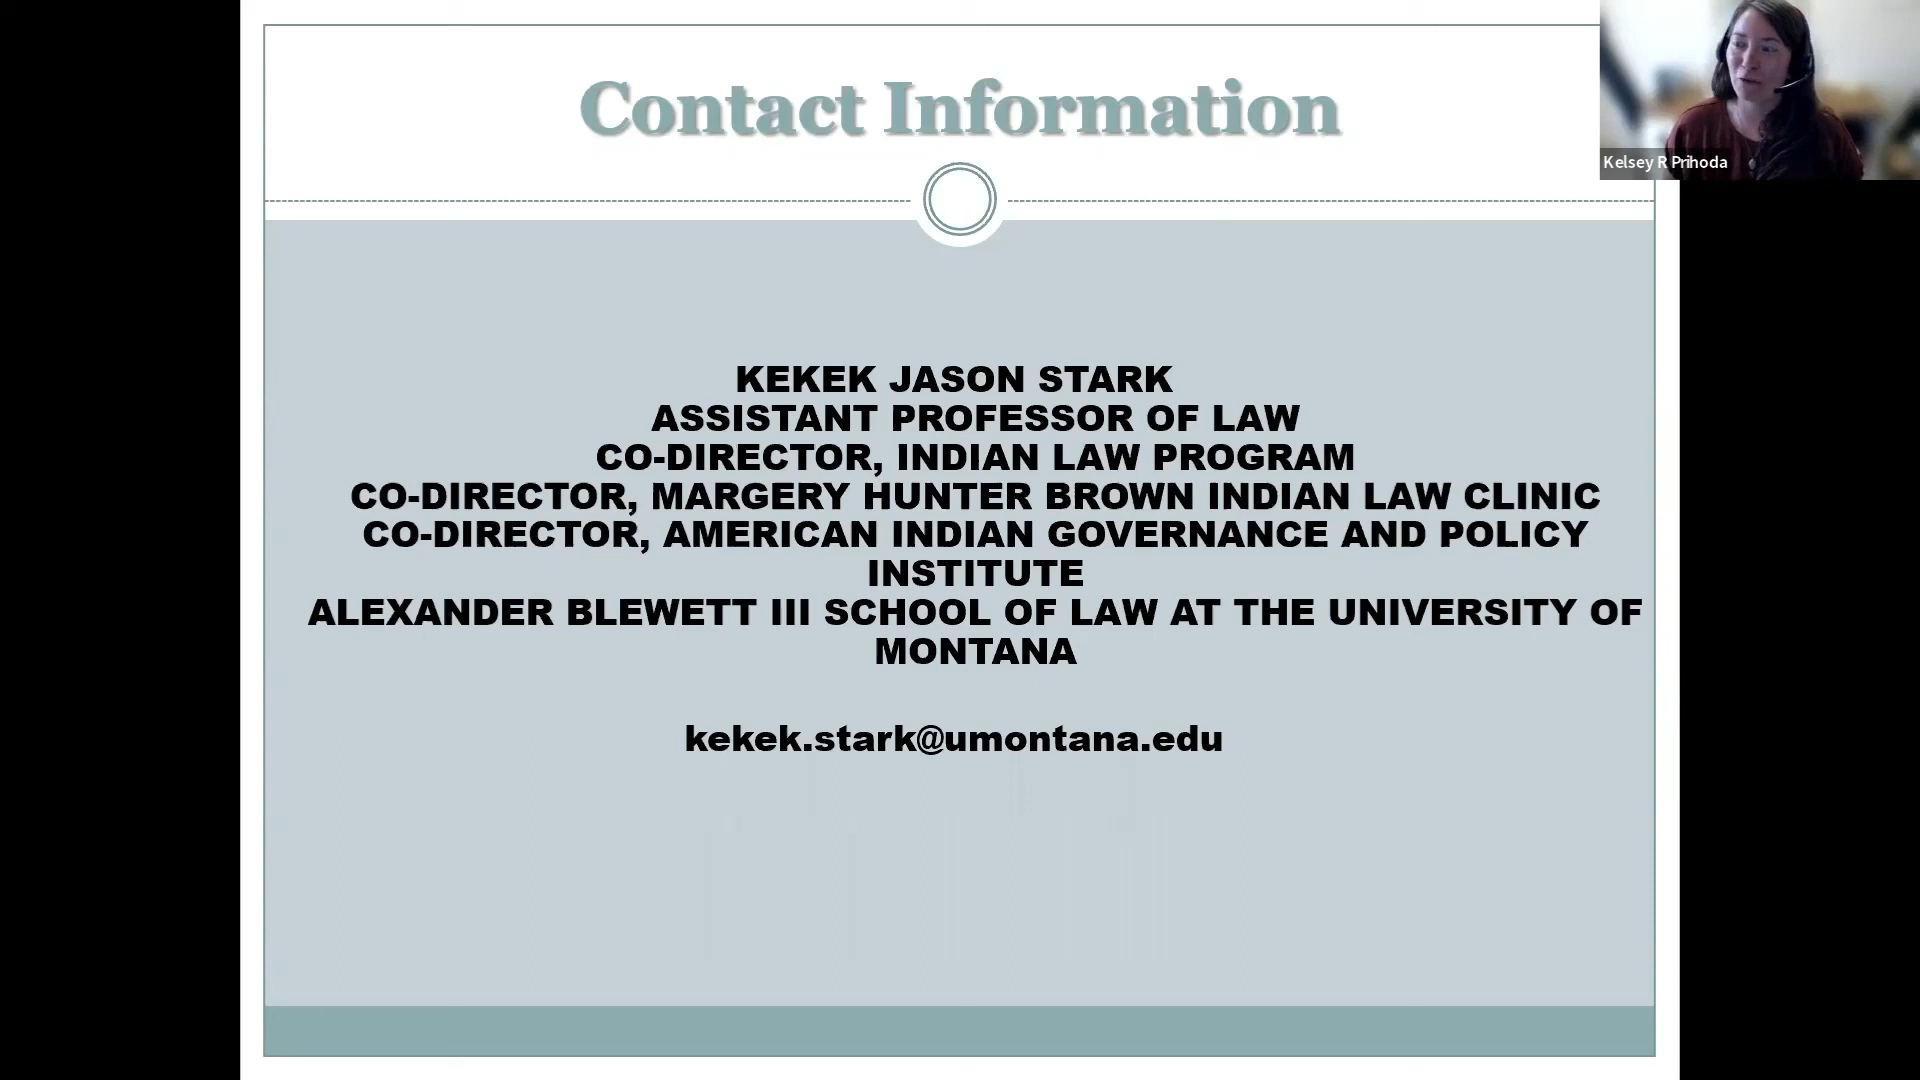 Contact Information
Kelsey R Prihoda
KEKEK JASON STARK
ASSISTANT PROFESSOR OF LAW
CO-DIRECTOR, INDIAN LAW PROGRAM
CO-DIRECTOR, MARGERY HUNTER BROWN INDIAN LAW CLINIC
CO-DIRECTOR, AMERICAN INDIAN GOVERNANCE AND POLICY
INSTITUTE
ALEXANDER BLEWETT III SCHOOL OF LAW AT THE UNIVERSITY OF
MONTANA
kekek.stark@umontana.edu